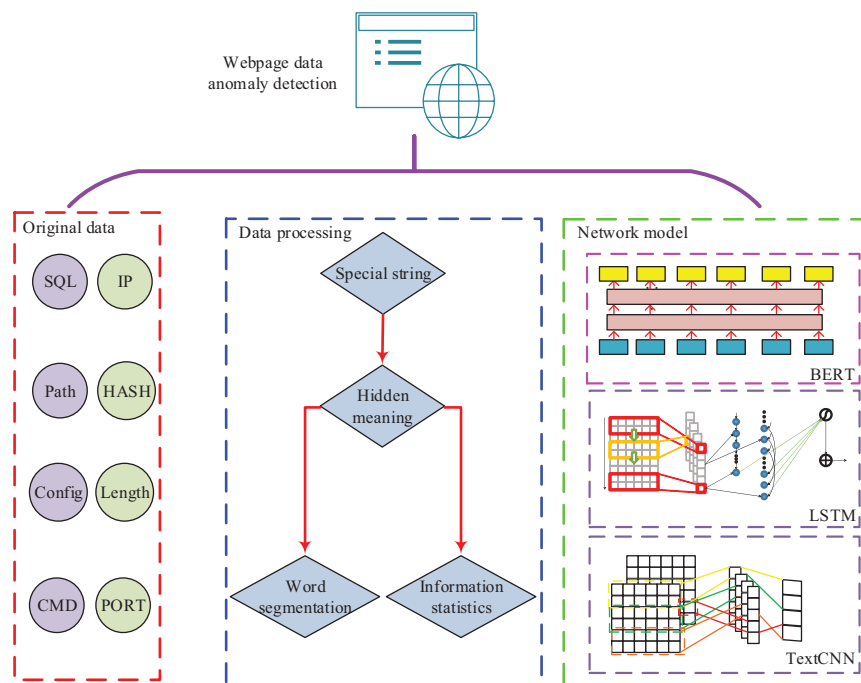 Webpage data
anomaly detection
Original data
SQL
IP
Path
HASH
Config
Length
CMD
PORT
Data processing
Special string
Hidden
meaning
Word
segmentation
Information
statistics
Network model
BERT
LSTM
TextCNN